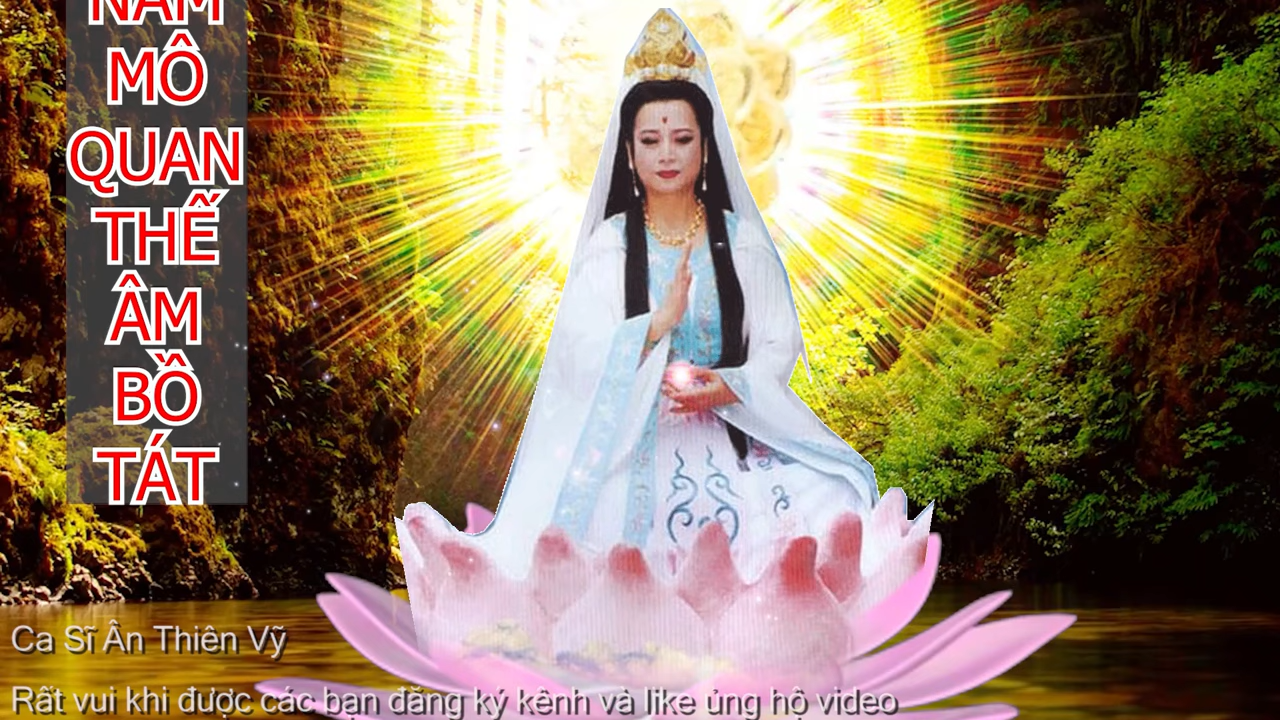 NAM
MÔ
QUAN
THẾ
ÂM
BỒ
TÁT
Ca Sĩ Ân Thiên Vỹ
Rất vui khi được các bạn đăng ký kênh và like ủng hộ video